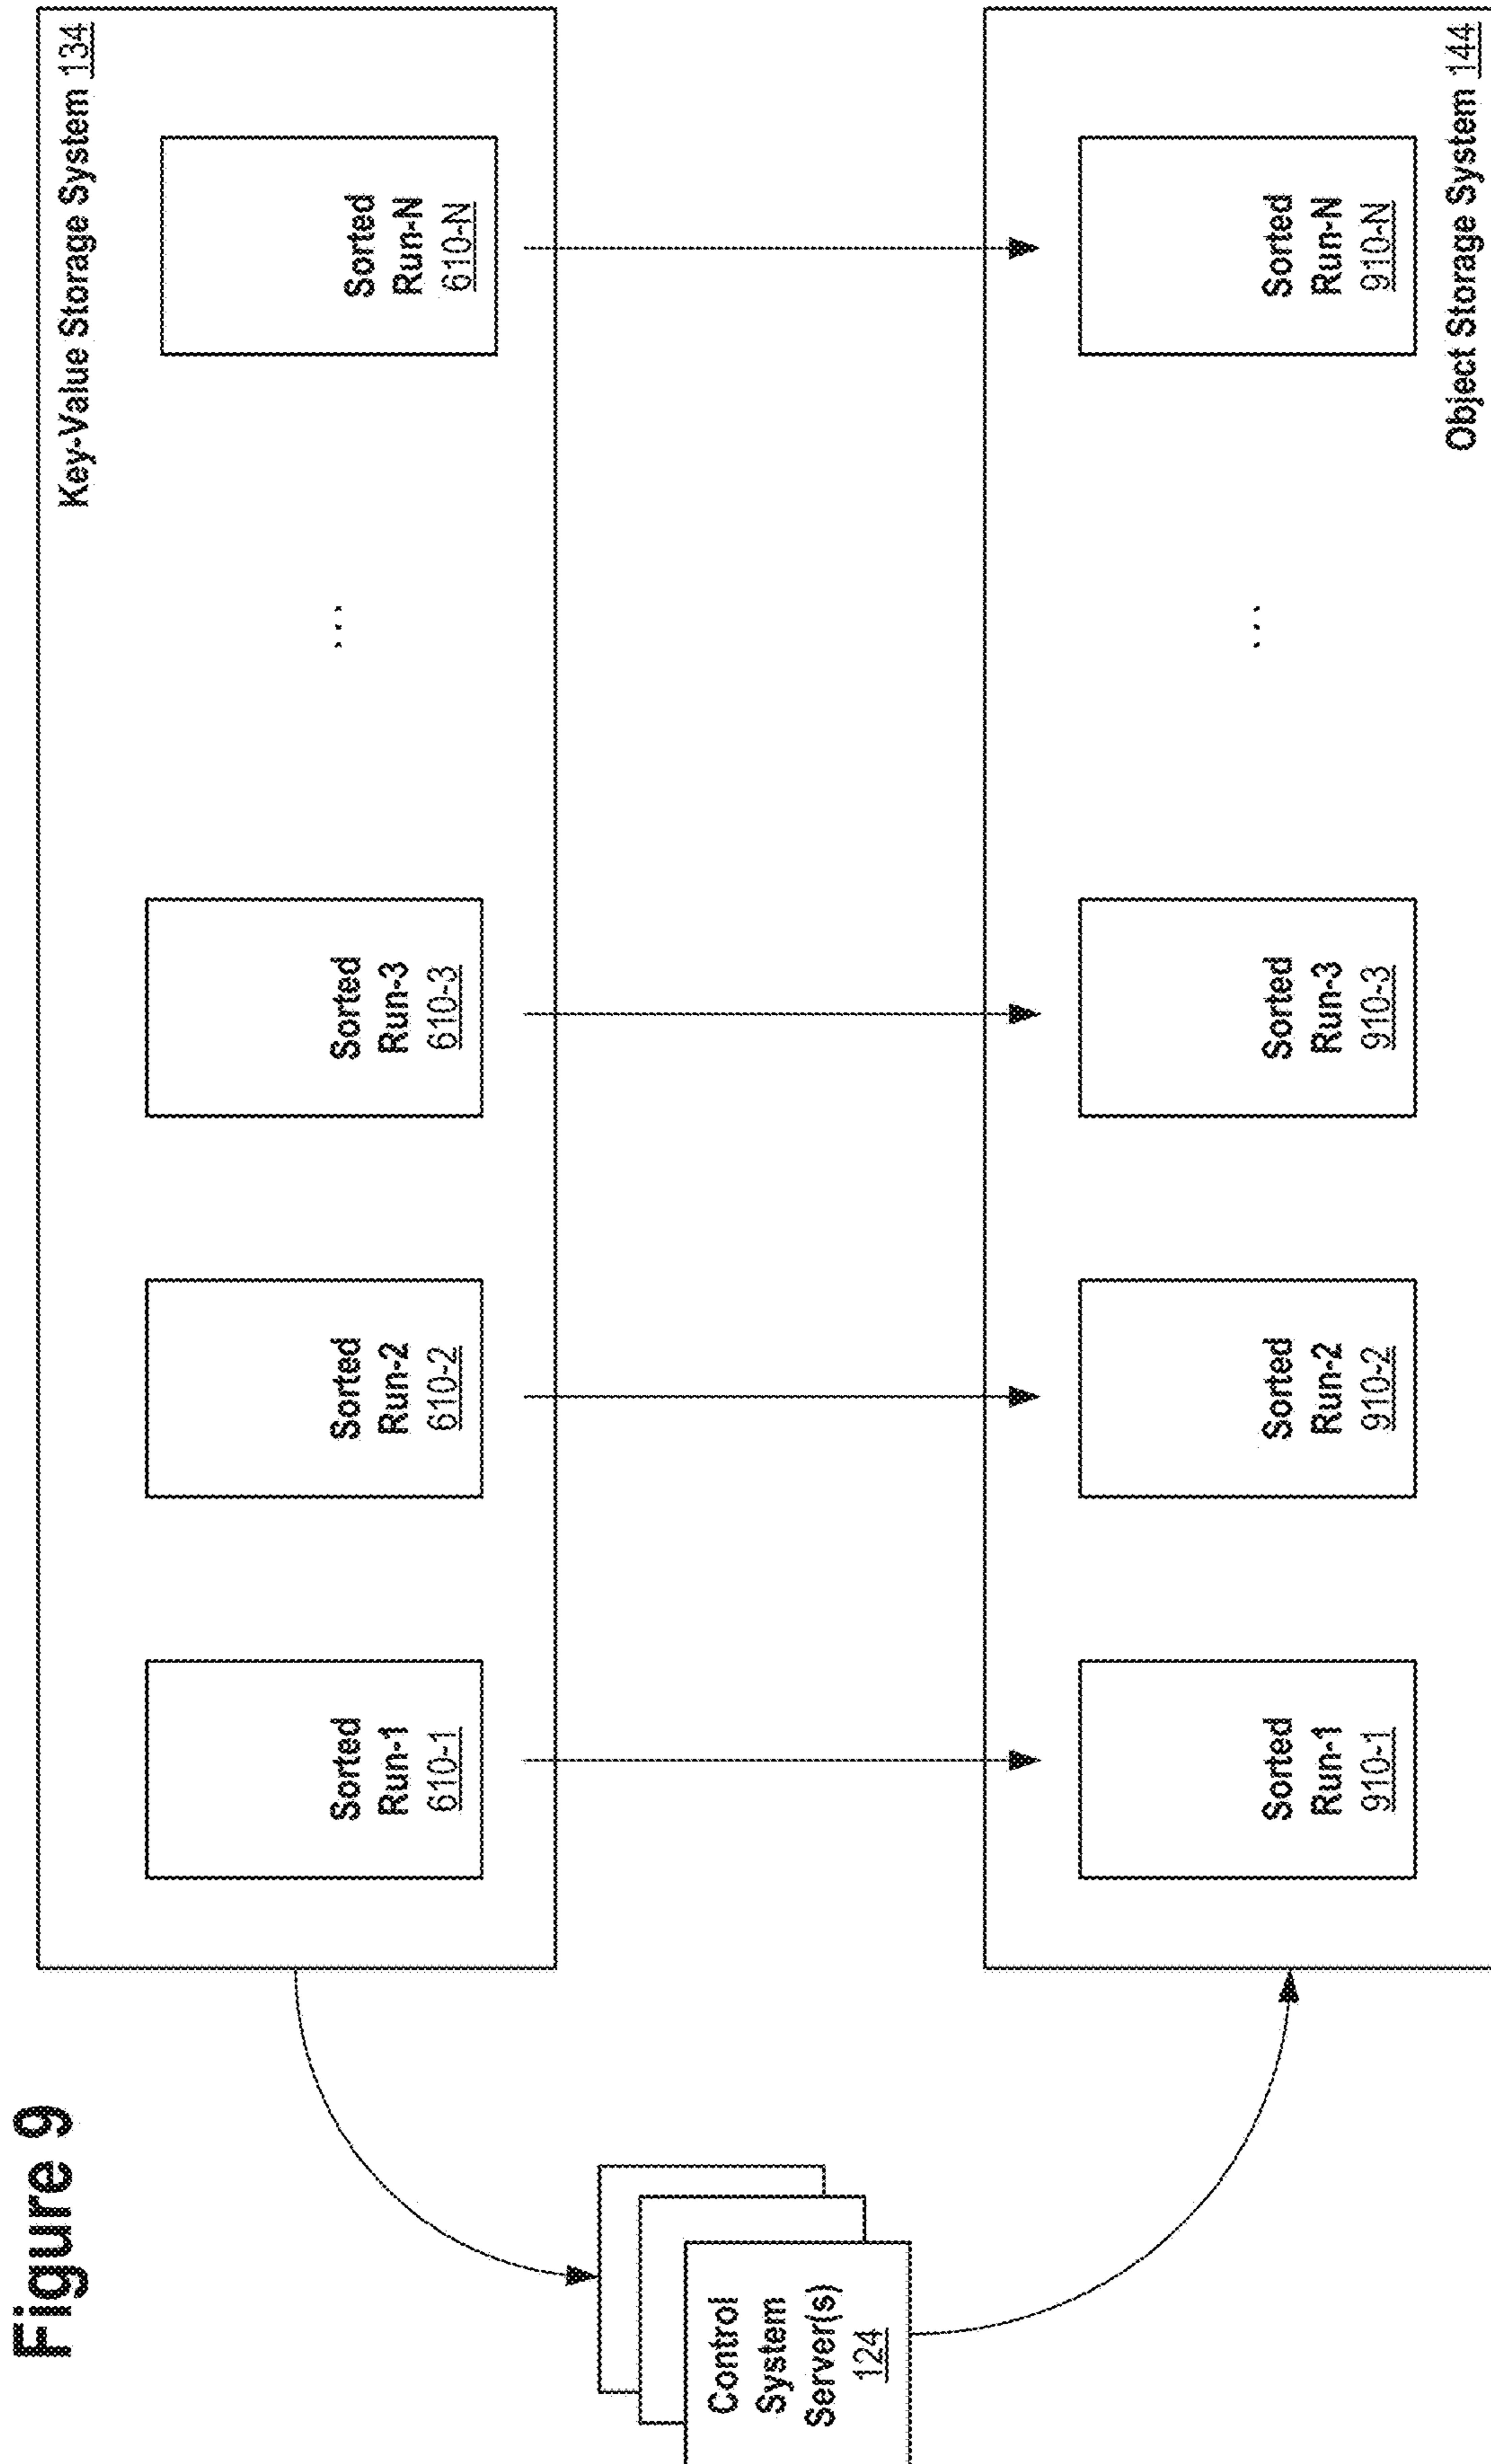 Figure 9
Key-Value Storage System 134
Sorted
Run-1
610-1
Sorted
Run-2
610-2
Sorted
Run-3
610-3
...
Sorted
Run-N
610-N
Control
System
Server(s)
124
Sorted
Run-1
910-1
Sorted
Run-2
910-2
Sorted
Run-3
910-3
...
Sorted
Run-N
910-N
Object Storage System 144